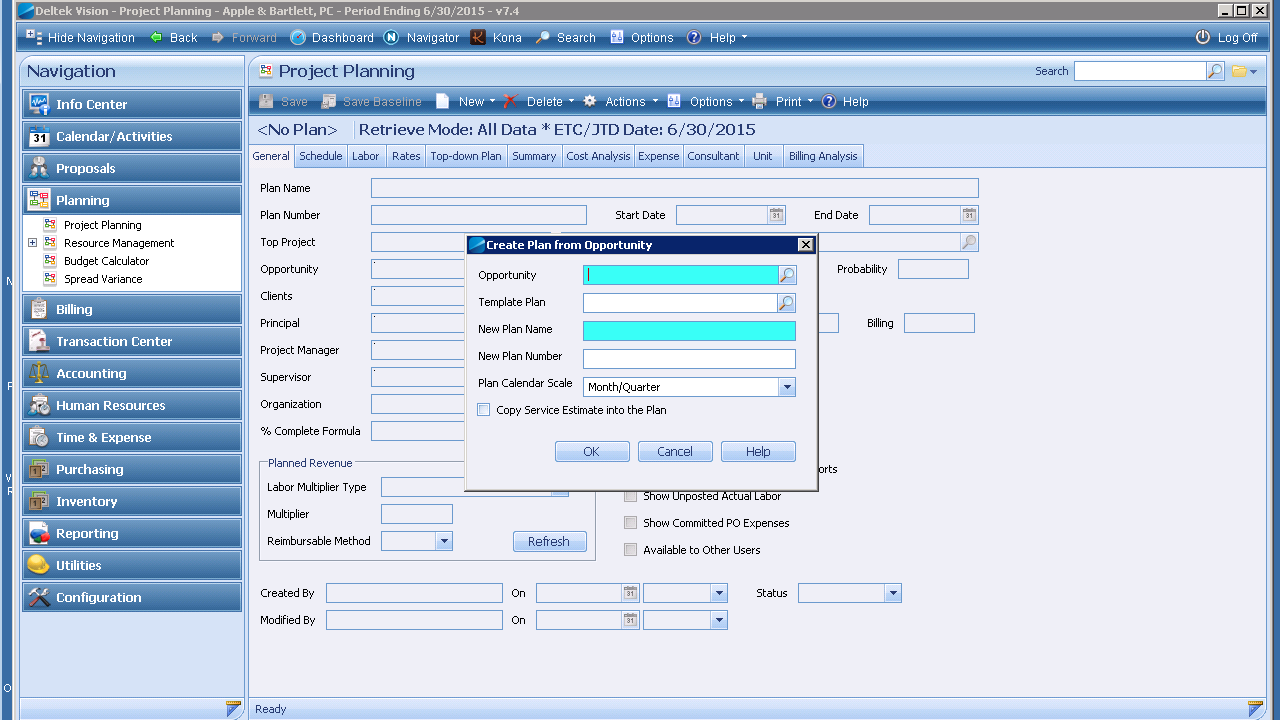 Deltek Vision - Project Planning - Apple & Bartlett, PC - Period Ending 6/30/2015 - v7.4
Hide Navigation Back Forward Dashboard Navigator Kona Search Options Help Log Off
Navigation
Info Center
31 Calendar/Activities
Proposals
Planning
Project Planning
Resource Management
Budget Calculator
Spread Variance
Billing
Transaction Center
Accounting
Human Resources
Time & Expense
Purchasing
Inventory
Reporting
Utilities
Configuration
Project Planning Search
Save Save Baseline New Delete Actions Options Print Help
<No Plan> Retrieve Mode: All Data * ETC/JTD Date: 6/30/2015
General Schedule Labor Rates Top-down Plan Summary Cost Analysis Expense Consultant Unit Billing Analysis
Plan Name
Plan Number Start Date 31 End Date 31
Top Project
Opportunity Probability
Clients
Principal Billing
Project Manager
Supervisor
Organization
% Complete Formula
Create Plan from Opportunity
Opportunity
Template Plan
New Plan Name
New Plan Number
Plan Calendar Scale Month/Quarter
Copy Service Estimate into the Plan
OK Cancel Help
Planned Revenue
Labor Multiplier Type
Multiplier
Reimbursable Method Refresh
Show Unposted Actual Labor
Show Committed PO Expenses
Available to Other Users
Created By On 31 Status
Modified By On 31
Ready